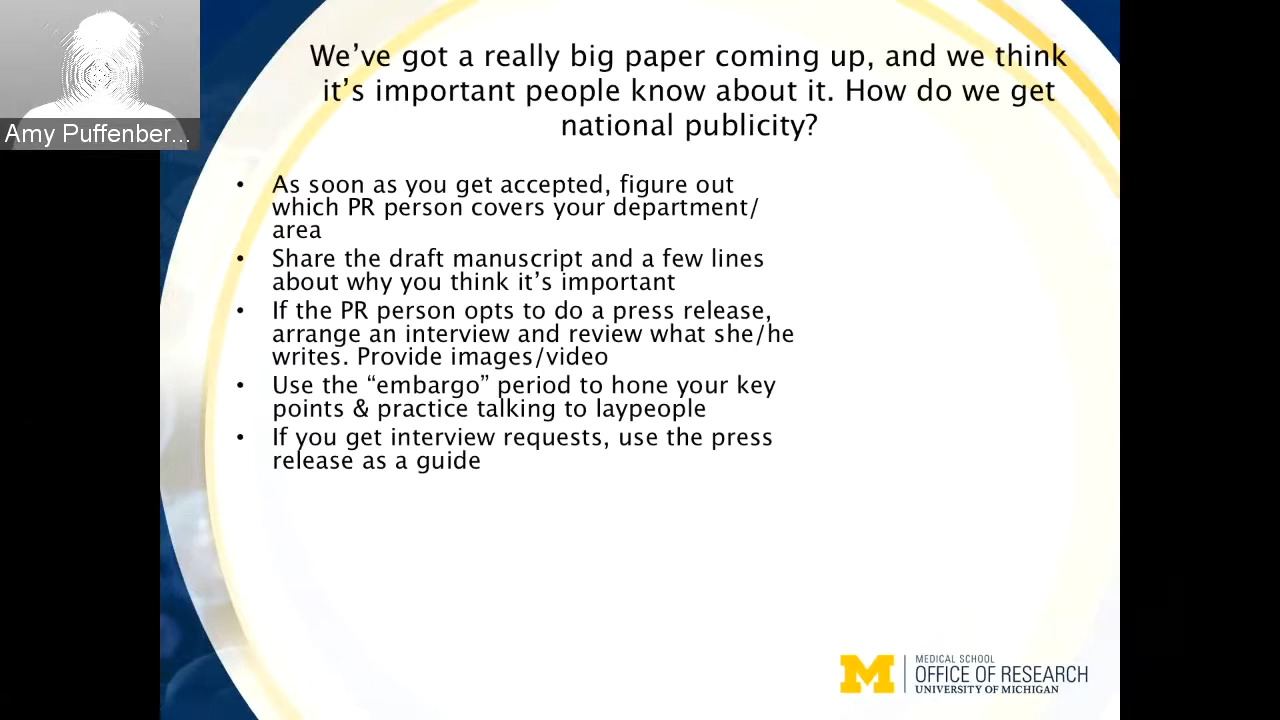 Amy Puffenber...
We’ve got a really big paper coming up, and we think
it’s important people know about it. How do we get
national publicity?
• As soon as you get accepted, figure out
which PR person covers your department/
area
• Share the draft manuscript and a few lines
about why you think it’s important
• If the PR person opts to do a press release,
arrange an interview and review what she/he
writes. Provide images/video
• Use the “embargo” period to hone your key
points & practice talking to laypeople
• If you get interview requests, use the press
release as a guide
M
MEDICAL SCHOOL
OFFICE OF RESEARCH
UNIVERSITY OF MICHIGAN